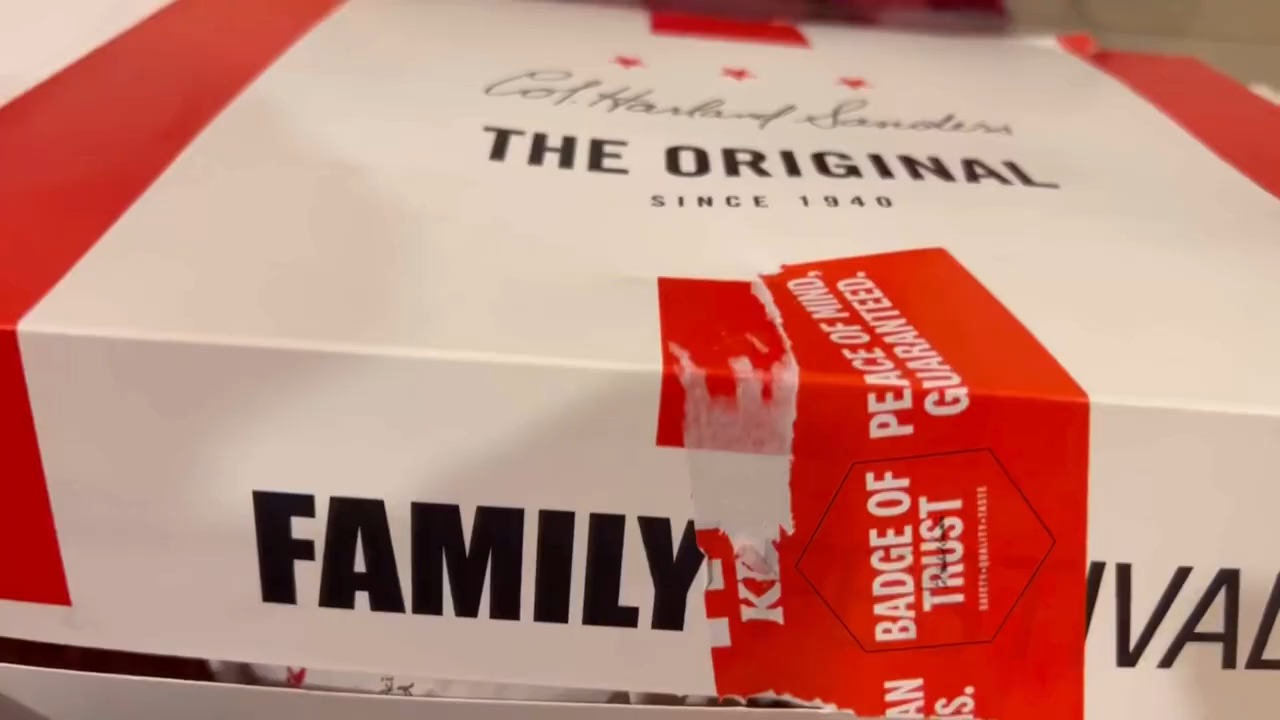 Col. Harland Sanders
THE ORIGINAL
SINCE 1940
FAMILY
PEACE OF MIND,
GUARANTEED.
BADGE OF
TRUST
SAFETY•QUALITY•TASTE